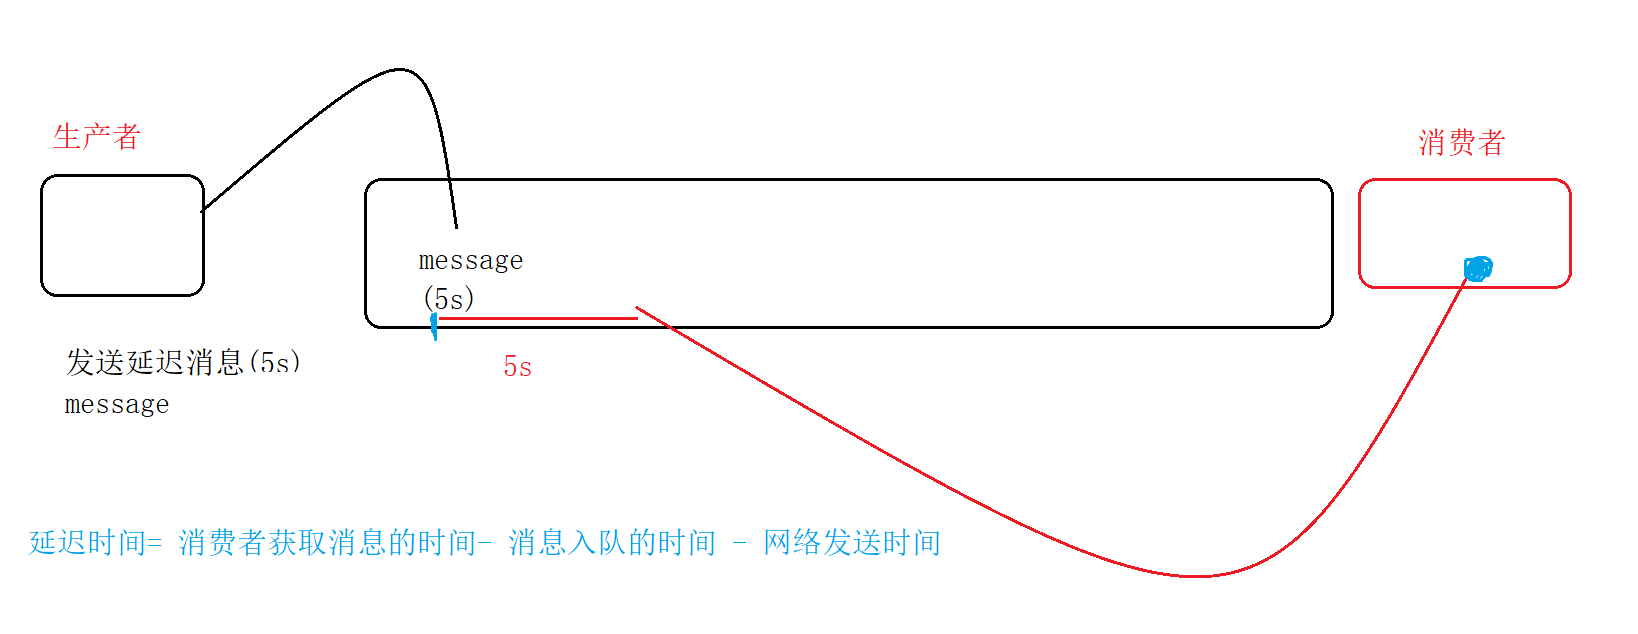 生产者
消费者
message
(5s)
发送延迟消息(5s)
message
5s
延迟时间= 消费者获取消息的时间- 消息入队的时间 - 网络发送时间